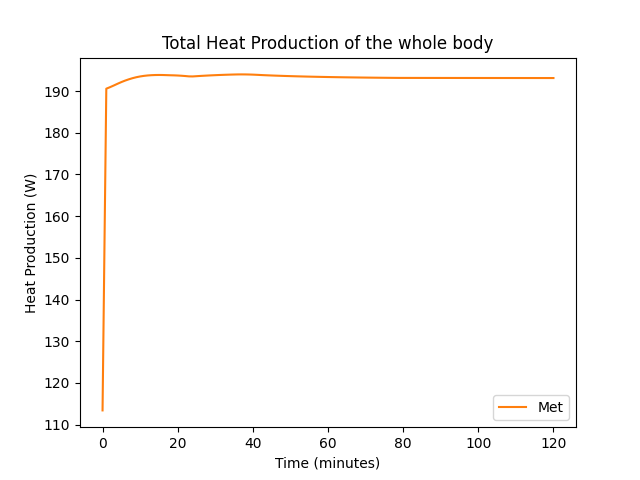 Total Heat Production of the whole body
Heat Production (W)
190
180
170
160
150
140
130
120
110
Met
0 20 40 60 80 100 120
Time (minutes)